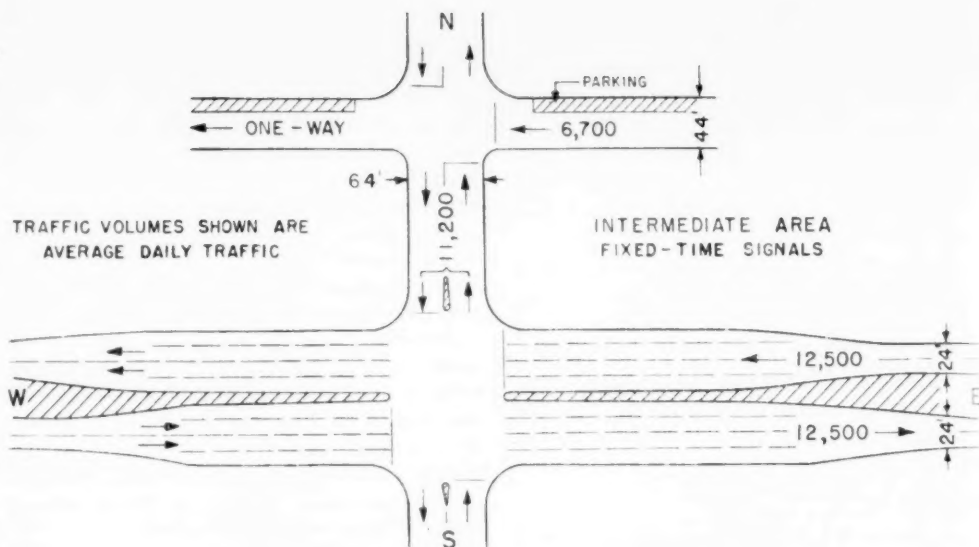 N
PARKING
ONE-WAY
6,700
44'
64'
11,200
TRAFFIC VOLUMES SHOWN ARE
AVERAGE DAILY TRAFFIC
INTERMEDIATE AREA
FIXED-TIME SIGNALS
12,500
24'
W
E
12,500
24'
S